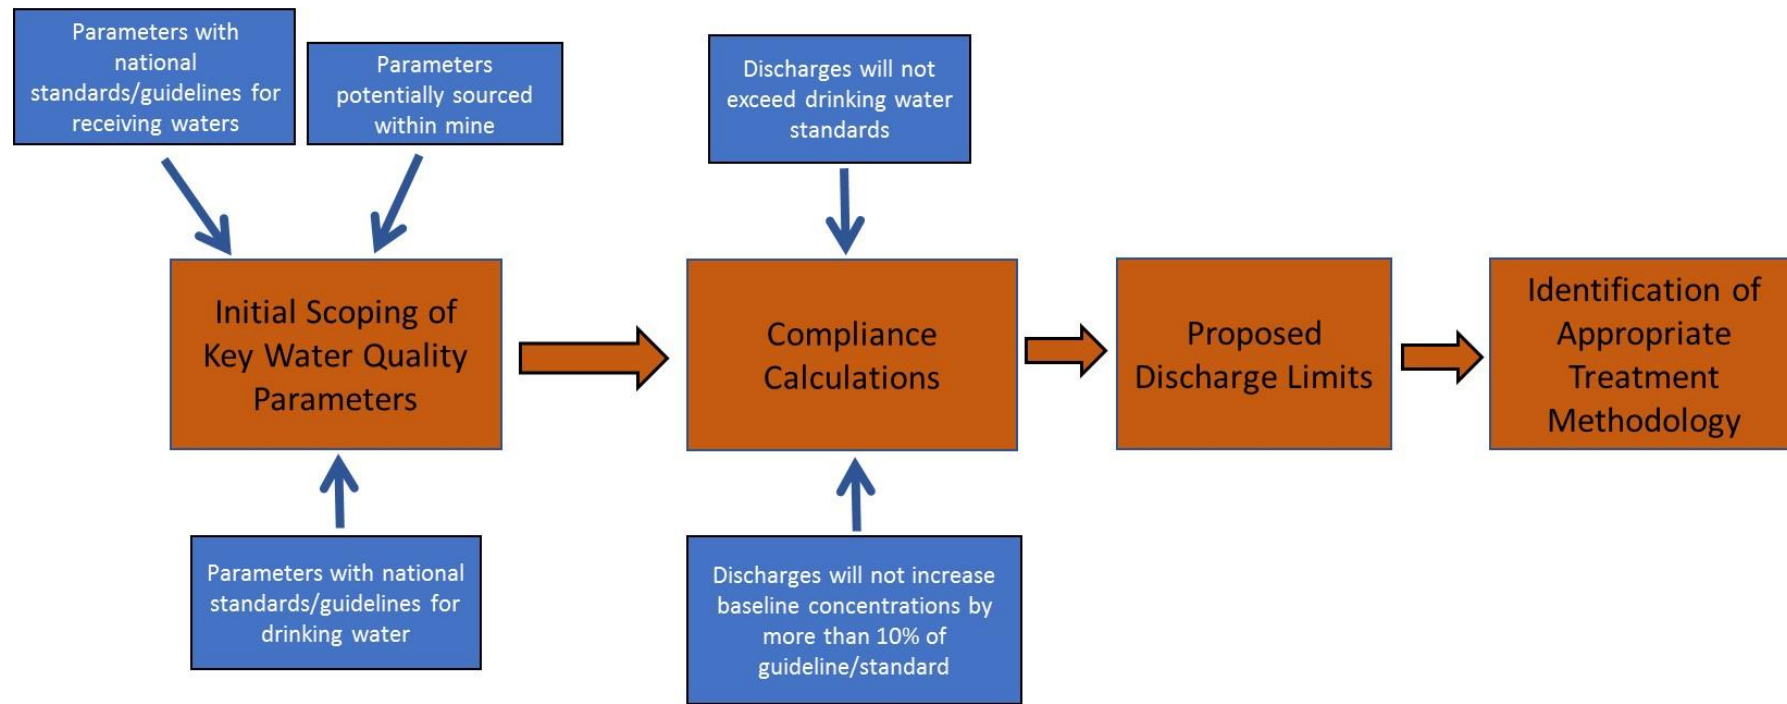 Parameters with
national
standards/guidelines for
receiving waters
Parameters
potentially sourced
within mine
Discharges will not
exceed drinking water
standards
Initial Scoping of
Key Water Quality
Parameters
Compliance
Calculations
Proposed
Discharge Limits
Identification of
Appropriate
Treatment
Methodology
Parameters with national
standards/guidelines for
drinking water
Discharges will not increase
baseline concentrations by
more than 10% of
guideline/standard